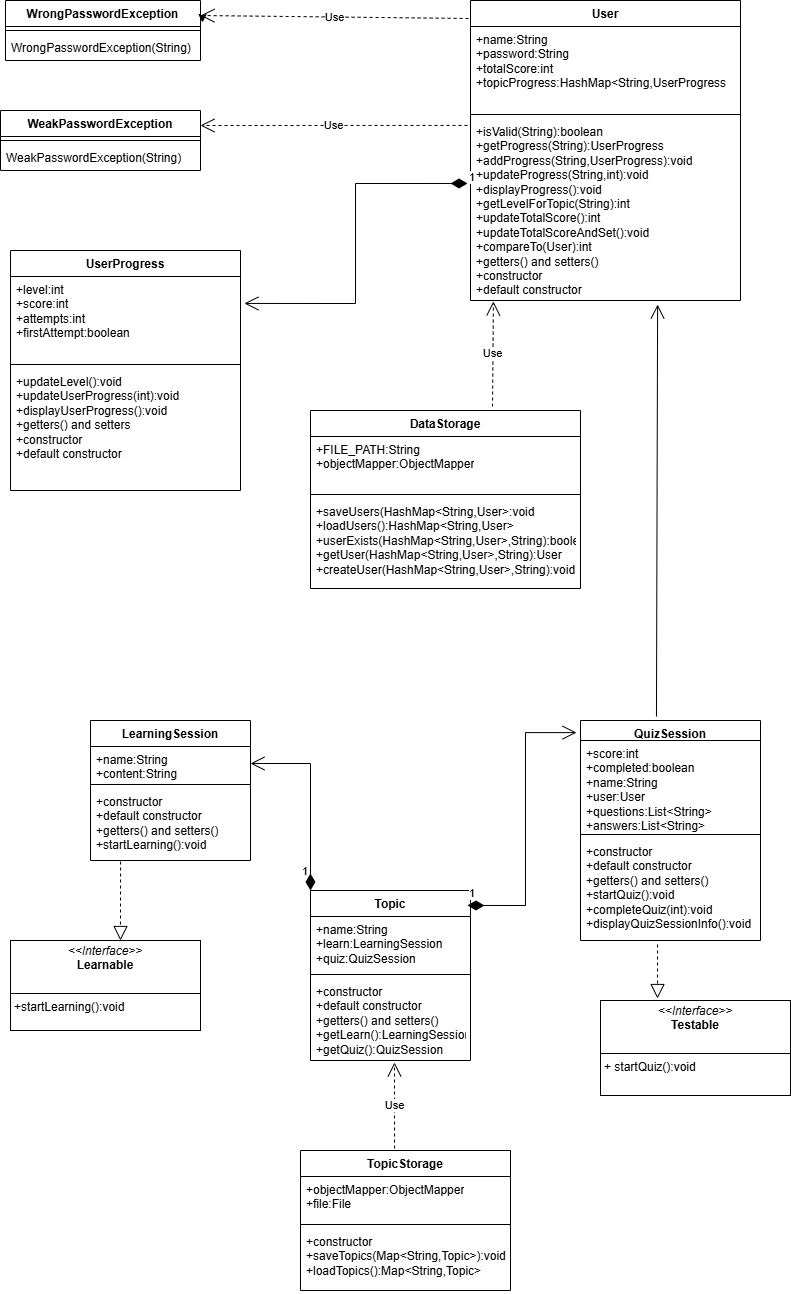 WrongPasswordException
WrongPasswordException(String)
Use
User
+name:String
+password:String
+totalScore:int
+topicProgress:HashMap<String,UserProgress
+isValid(String):boolean
+getProgress(String):UserProgress
+addProgress(String,UserProgress):void
+updateProgress(String,int):void
+displayProgress():void
+getLevelForTopic(String):int
+updateTotalScore():int
+updateTotalScoreAndSet():void
+compareTo(User):int
+getters() and setters()
+constructor
+default constructor
WeakPasswordException
WeakPasswordException(String)
Use
1
UserProgress
+level:int
+score:int
+attempts:int
+firstAttempt:boolean
+updateLevel():void
+updateUserProgress(int):void
+displayUserProgress():void
+getters() and setters
+constructor
+default constructor
Use
DataStorage
+FILE_PATH:String
+objectMapper:ObjectMapper
+saveUsers(HashMap<String,User>:void
+loadUsers():HashMap<String,User>
+userExists(HashMap<String,User>,String):boole
+getUser(HashMap<String,User>,String):User
+createUser(HashMap<String,User>,String):void
LearningSession
+name:String
+content:String
+constructor
+default constructor
+getters() and setters()
+startLearning():void
QuizSession
+score:int
+completed:boolean
+name:String
+user:User
+questions:List<String>
+answers:List<String>
+constructor
+default constructor
+getters() and setters()
+startQuiz():void
+completeQuiz(int):void
+displayQuizSessionInfo():void
1
1
Topic
+name:String
+learn:LearningSession
+quiz:QuizSession
+constructor
+default constructor
+getters() and setters()
+getLearn():LearningSession
+getQuiz():QuizSession
<<Interface>>
Learnable
+startLearning():void
<<Interface>>
Testable
+ startQuiz():void
Use
TopicStorage
+objectMapper:ObjectMapper
+file:File
+constructor
+saveTopics(Map<String,Topic>):void
+loadTopics():Map<String,Topic>